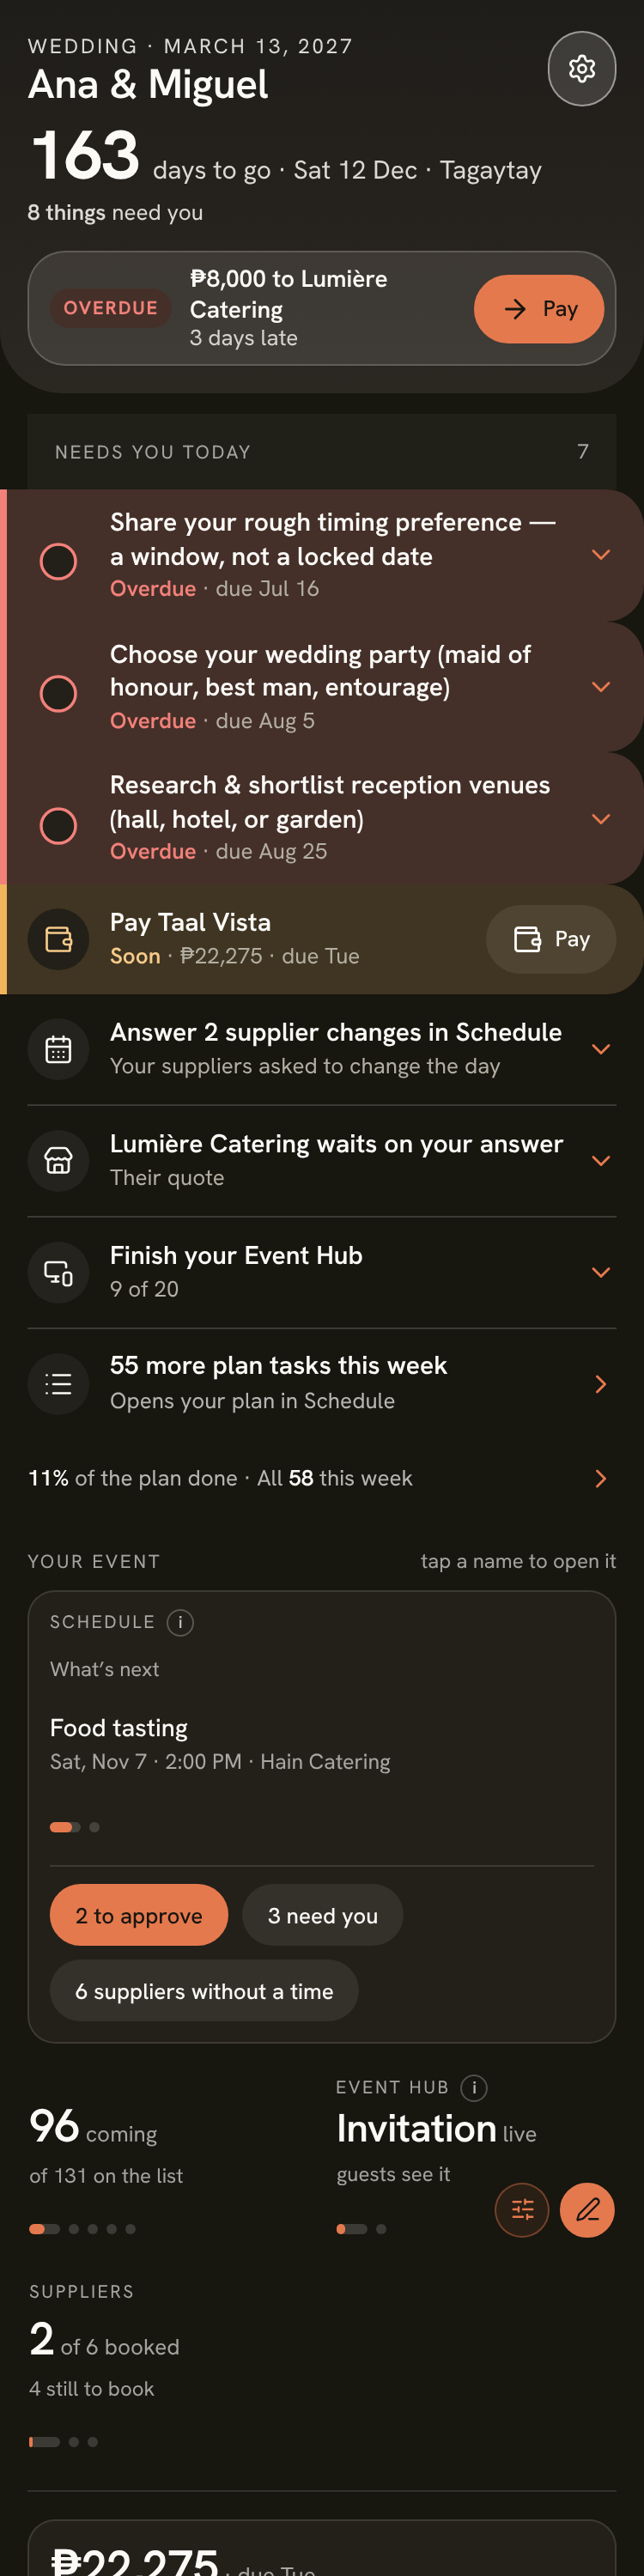 WEDDING · MARCH 13, 2027
Ana & Miguel
163 days to go · Sat 12 Dec · Tagaytay
8 things need you
OVERDUE
₱8,000 to Lumière
Catering
3 days late
Pay
NEEDS YOU TODAY
7
Share your rough timing preference —
a window, not a locked date
Overdue · due Jul 16
Choose your wedding party (maid of
honour, best man, entourage)
Overdue · due Aug 5
Research & shortlist reception venues
(hall, hotel, or garden)
Overdue · due Aug 25
Pay Taal Vista
Soon · ₱22,275 · due Tue
Pay
Answer 2 supplier changes in Schedule
Your suppliers asked to change the day
Lumière Catering waits on your answer
Their quote
Finish your Event Hub
9 of 20
55 more plan tasks this week
Opens your plan in Schedule
11% of the plan done · All 58 this week
YOUR EVENT
tap a name to open it
SCHEDULE i
What’s next
Food tasting
Sat, Nov 7 · 2:00 PM · Hain Catering
2 to approve
3 need you
6 suppliers without a time
96 coming
of 131 on the list
EVENT HUB i
Invitation live
guests see it
SUPPLIERS
2 of 6 booked
4 still to book
₱22,275 · due Tue